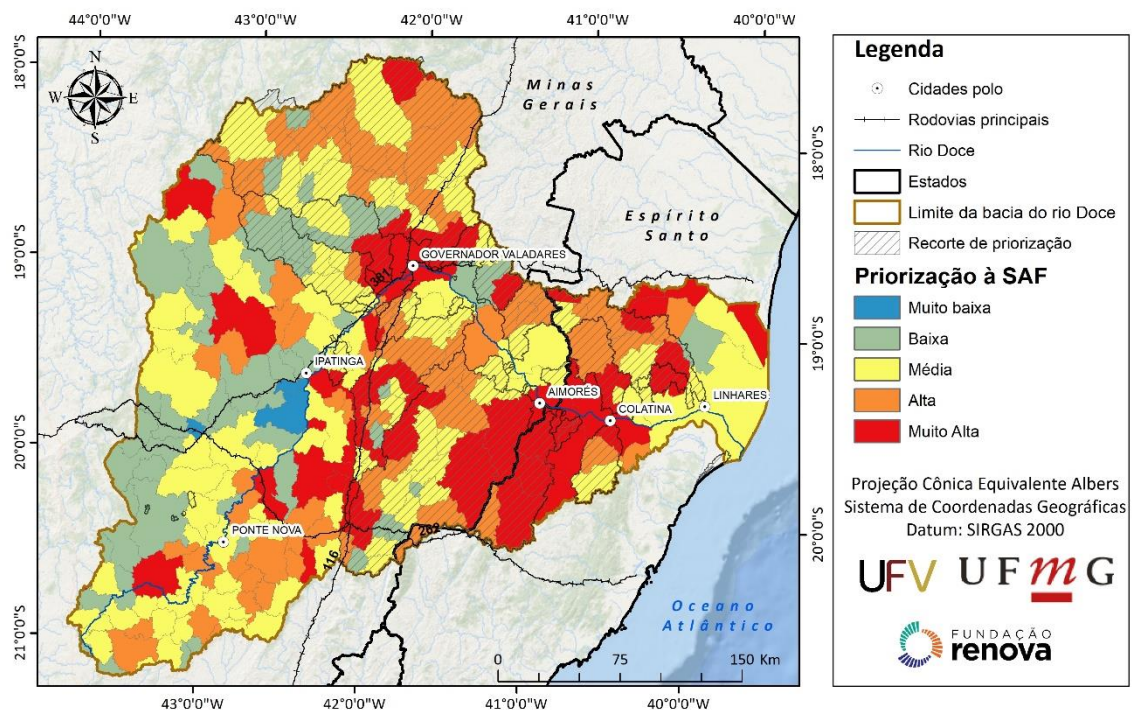 44°0'0"W 43°0'0"W 42°0'0"W 41°0'0"W 40°0'0"W
18°0'0"S
19°0'0"S
20°0'0"S
21°0'0"S
N
W E
S
Minas
Gerais
Espírito
Santo
GOVERNADOR VALADARES
381
IPATINGA
AIMORÉS
COLATINA
LINHARES
PONTE NOVA
116
262
Oceano
Atlântico
0 75 150 Km
18°0'0"S
19°0'0"S
20°0'0"S
43°0'0"W 42°0'0"W 41°0'0"W 40°0'0"W
Legenda
Cidades polo
Rodovias principais
Rio Doce
Estados
Limite da bacia do rio Doce
Recorte de priorização
Priorização à SAF
Muito baixa
Baixa
Média
Alta
Muito Alta
Projeção Cônica Equivalente Albers
Sistema de Coordenadas Geográficas
Datum: SIRGAS 2000
UFV UFmG
FUNDAÇÃO
renova